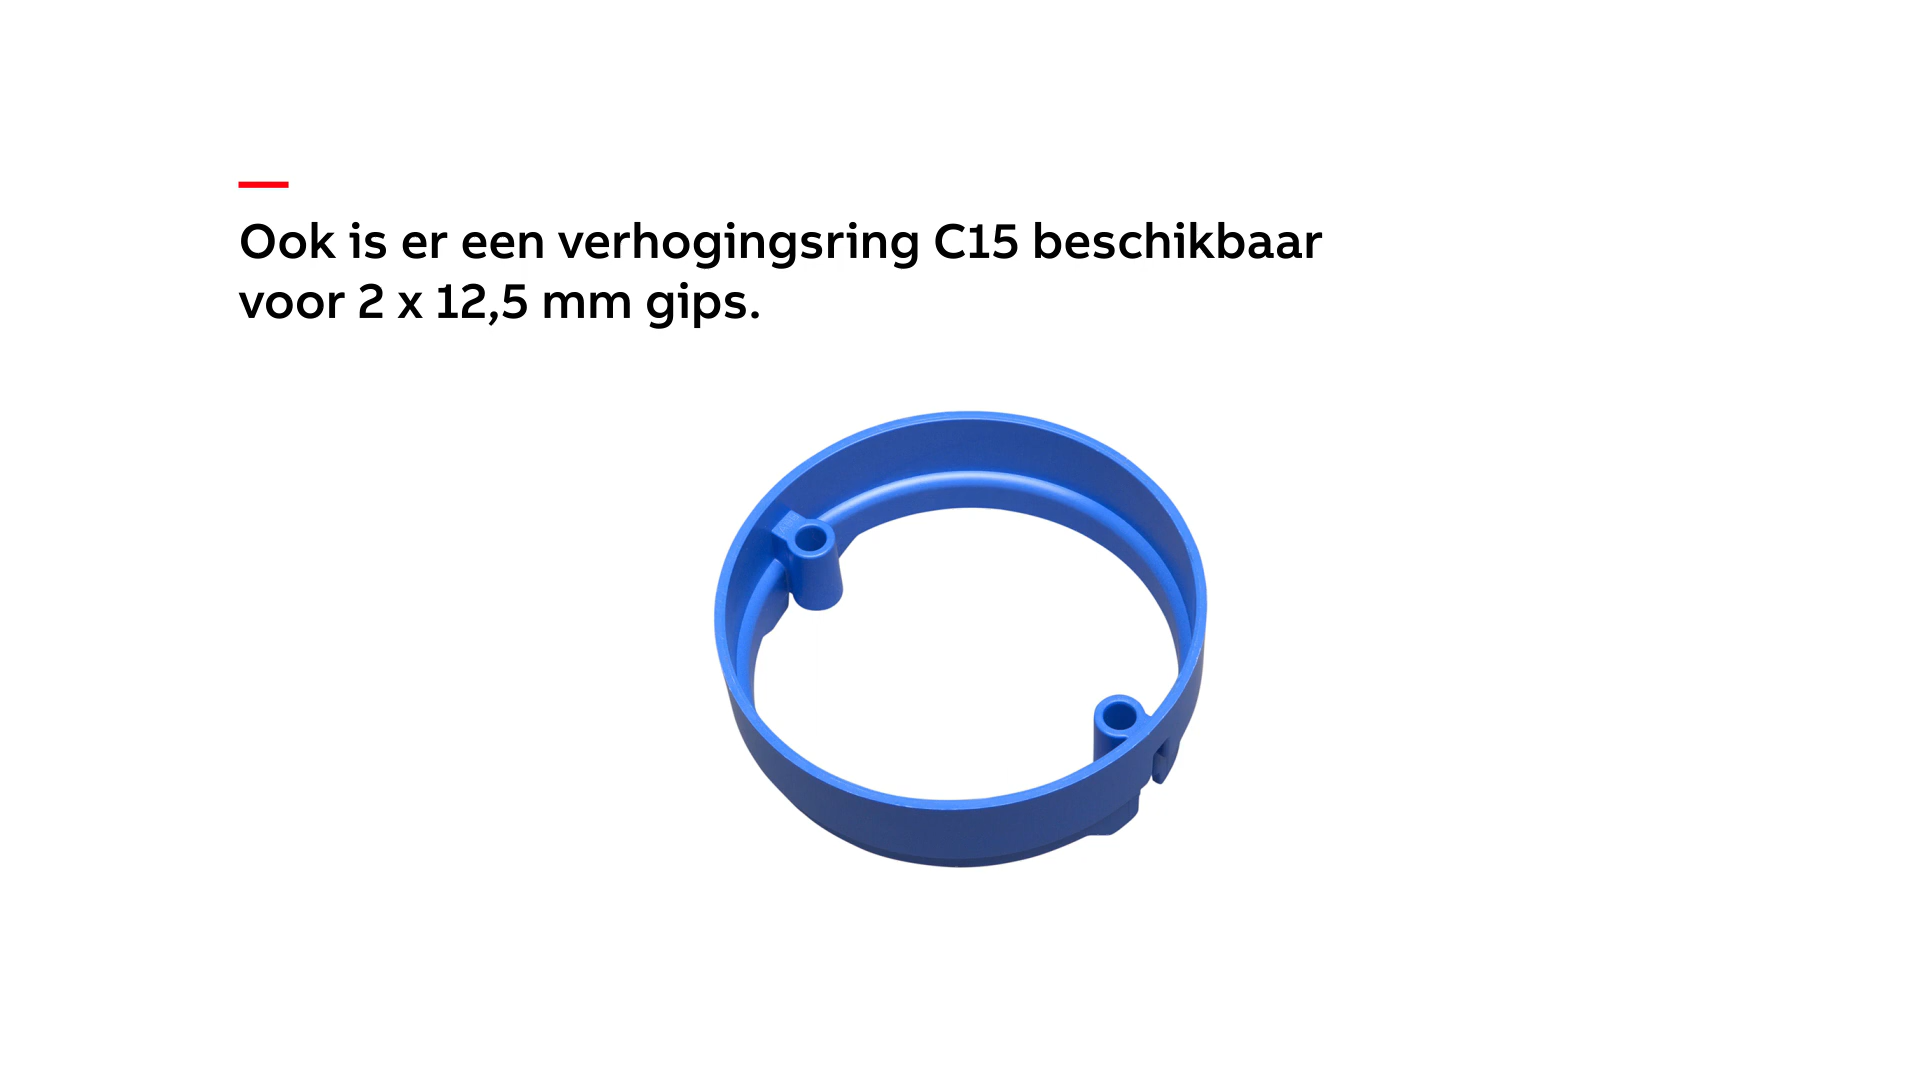 Ook is er een verhogingsring C15 beschikbaar
voor 2 x 12,5 mm gips.